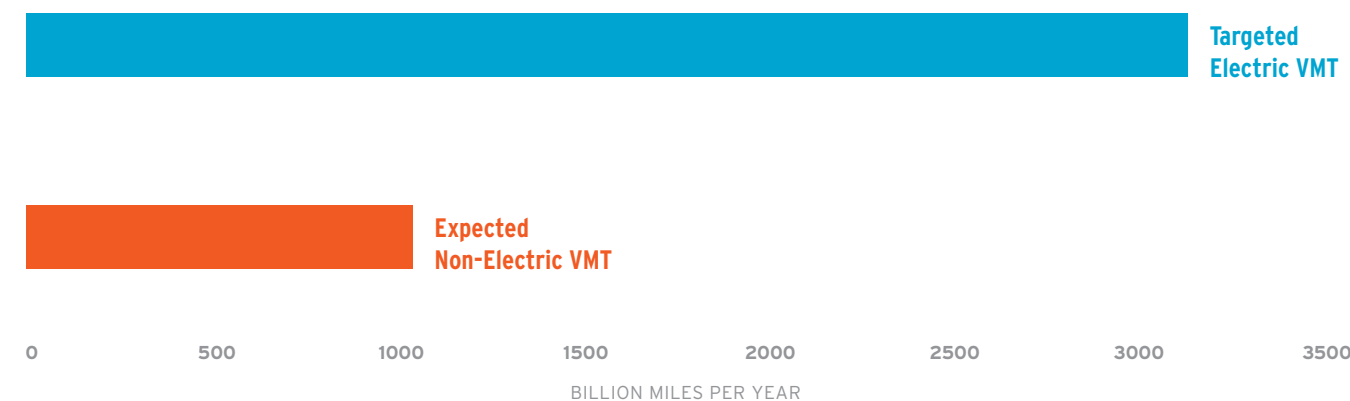 Targeted
Electric VMT
Expected
Non-Electric VMT
0 500 1000 1500 2000 2500 3000 3500
BILLION MILES PER YEAR